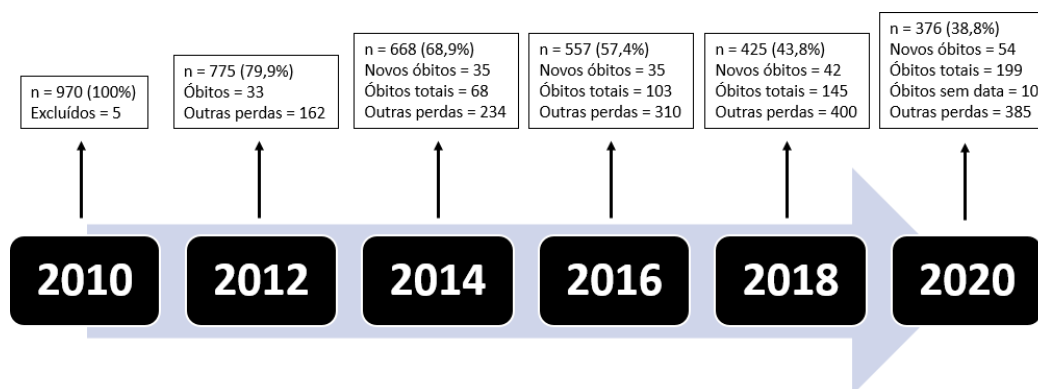 n = 970 (100%)
Excluídos = 5
n = 775 (79,9%)
Óbitos = 33
Outras perdas = 162
n = 668 (68,9%)
Novos óbitos = 35
Óbitos totais = 68
Outras perdas = 234
n = 557 (57,4%)
Novos óbitos = 35
Óbitos totais = 103
Outras perdas = 310
n = 425 (43,8%)
Novos óbitos = 42
Óbitos totais = 145
Outras perdas = 400
n = 376 (38,8%)
Novos óbitos = 54
Óbitos totais = 199
Óbitos sem data = 10
Outras perdas = 385
2010
2012
2014
2016
2018
2020